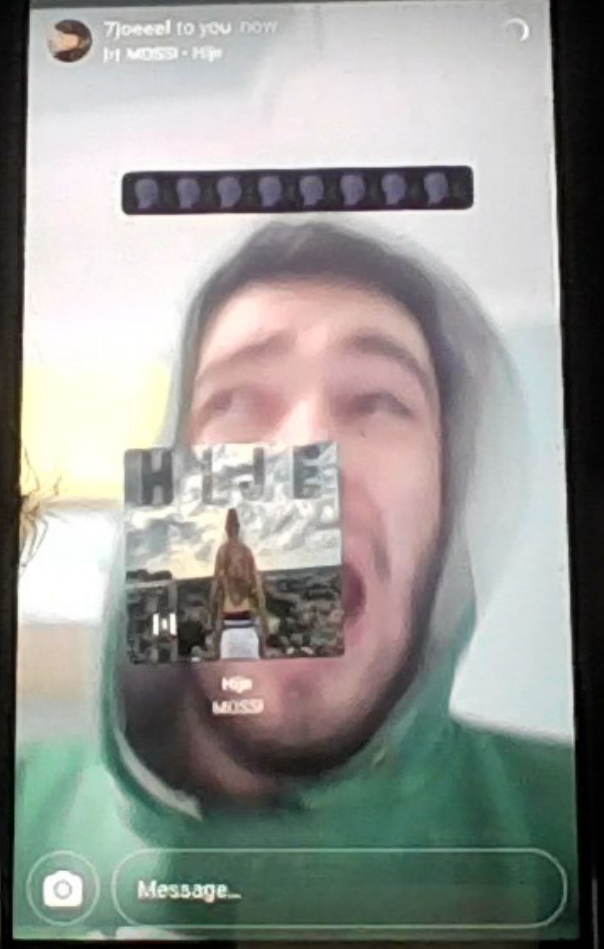 7joeeel to you now
MOSSI • Hije
HIJE
Hije
MOSSI
Message...